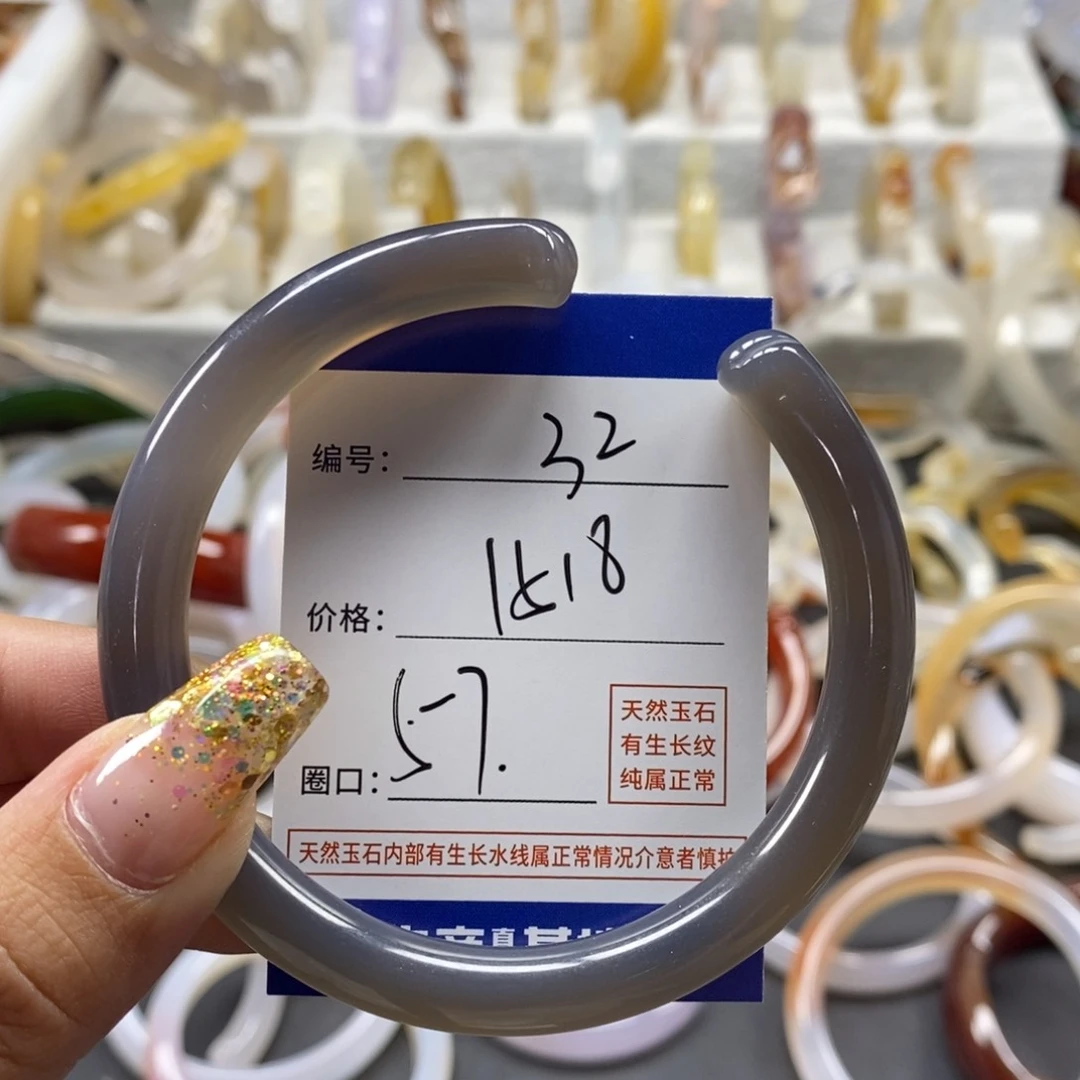 编号: 32
价格:
圈口: 57.
天然玉石
有生长纹
纯属正常
天然玉石内部有生长水线属正常情况介意者慎拍